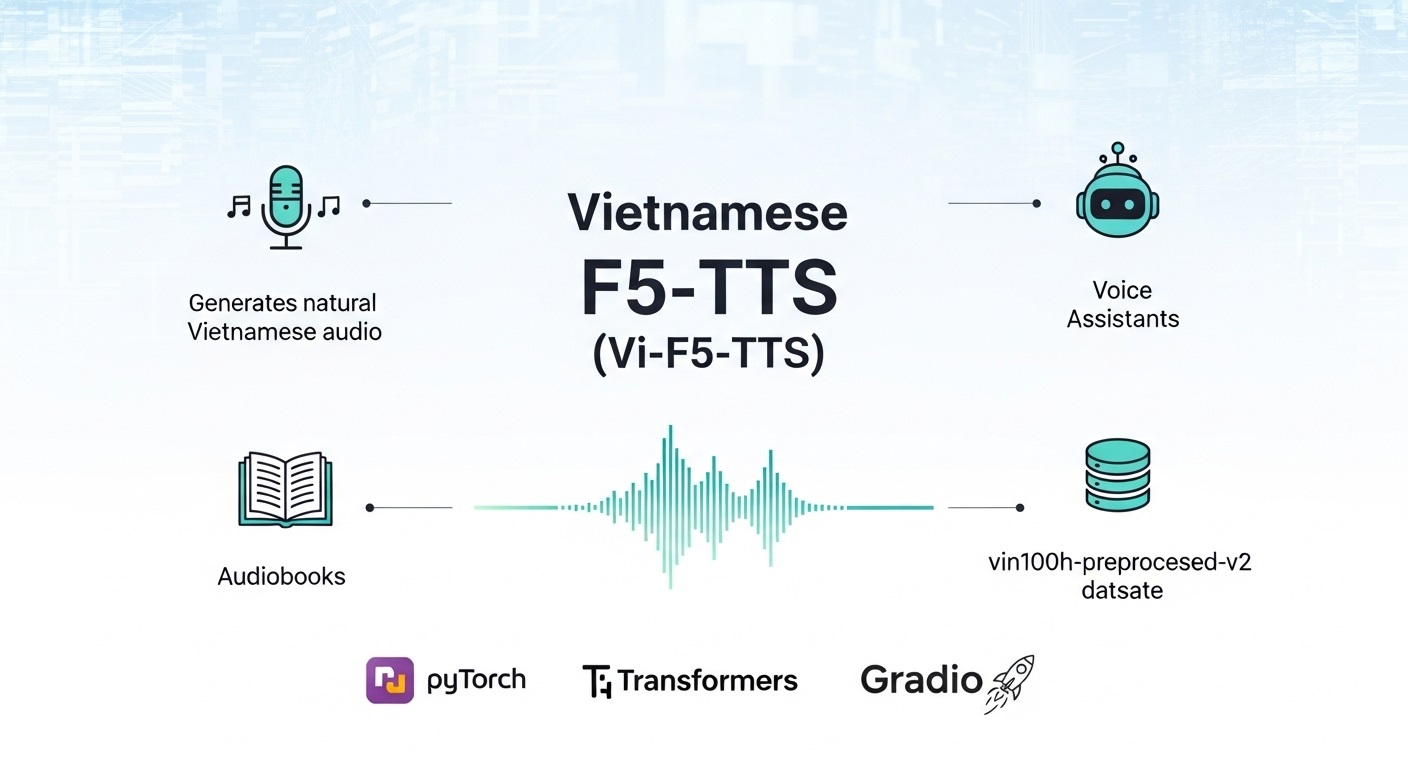 Vietnamese
F5-TTS
(Vi-F5-TTS)
Generates natural
Vietnamese audio
Voice
Assistants
Audiobooks
vin100h-preprocesed-v2
datsate
pyTorch
Transformers
Gradio